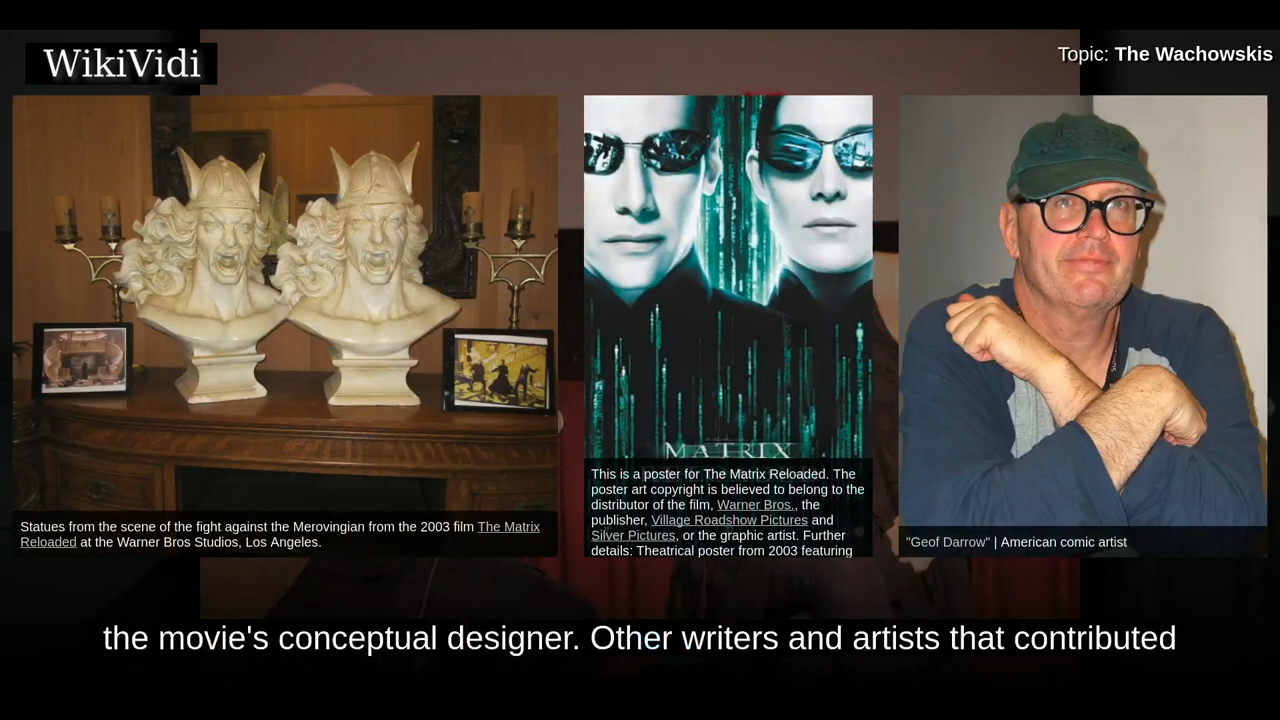 WikiVidi
Topic: The Wachowskis
MATRIX
Statues from the scene of the fight against the Merovingian from the 2003 film The Matrix
Reloaded at the Warner Bros Studios, Los Angeles.
This is a poster for The Matrix Reloaded. The
poster art copyright is believed to belong to the
distributor of the film, Warner Bros., the
publisher, Village Roadshow Pictures and
Silver Pictures, or the graphic artist. Further
details: Theatrical poster from 2003 featuring
"Geof Darrow" | American comic artist
the movie's conceptual designer. Other writers and artists that contributed